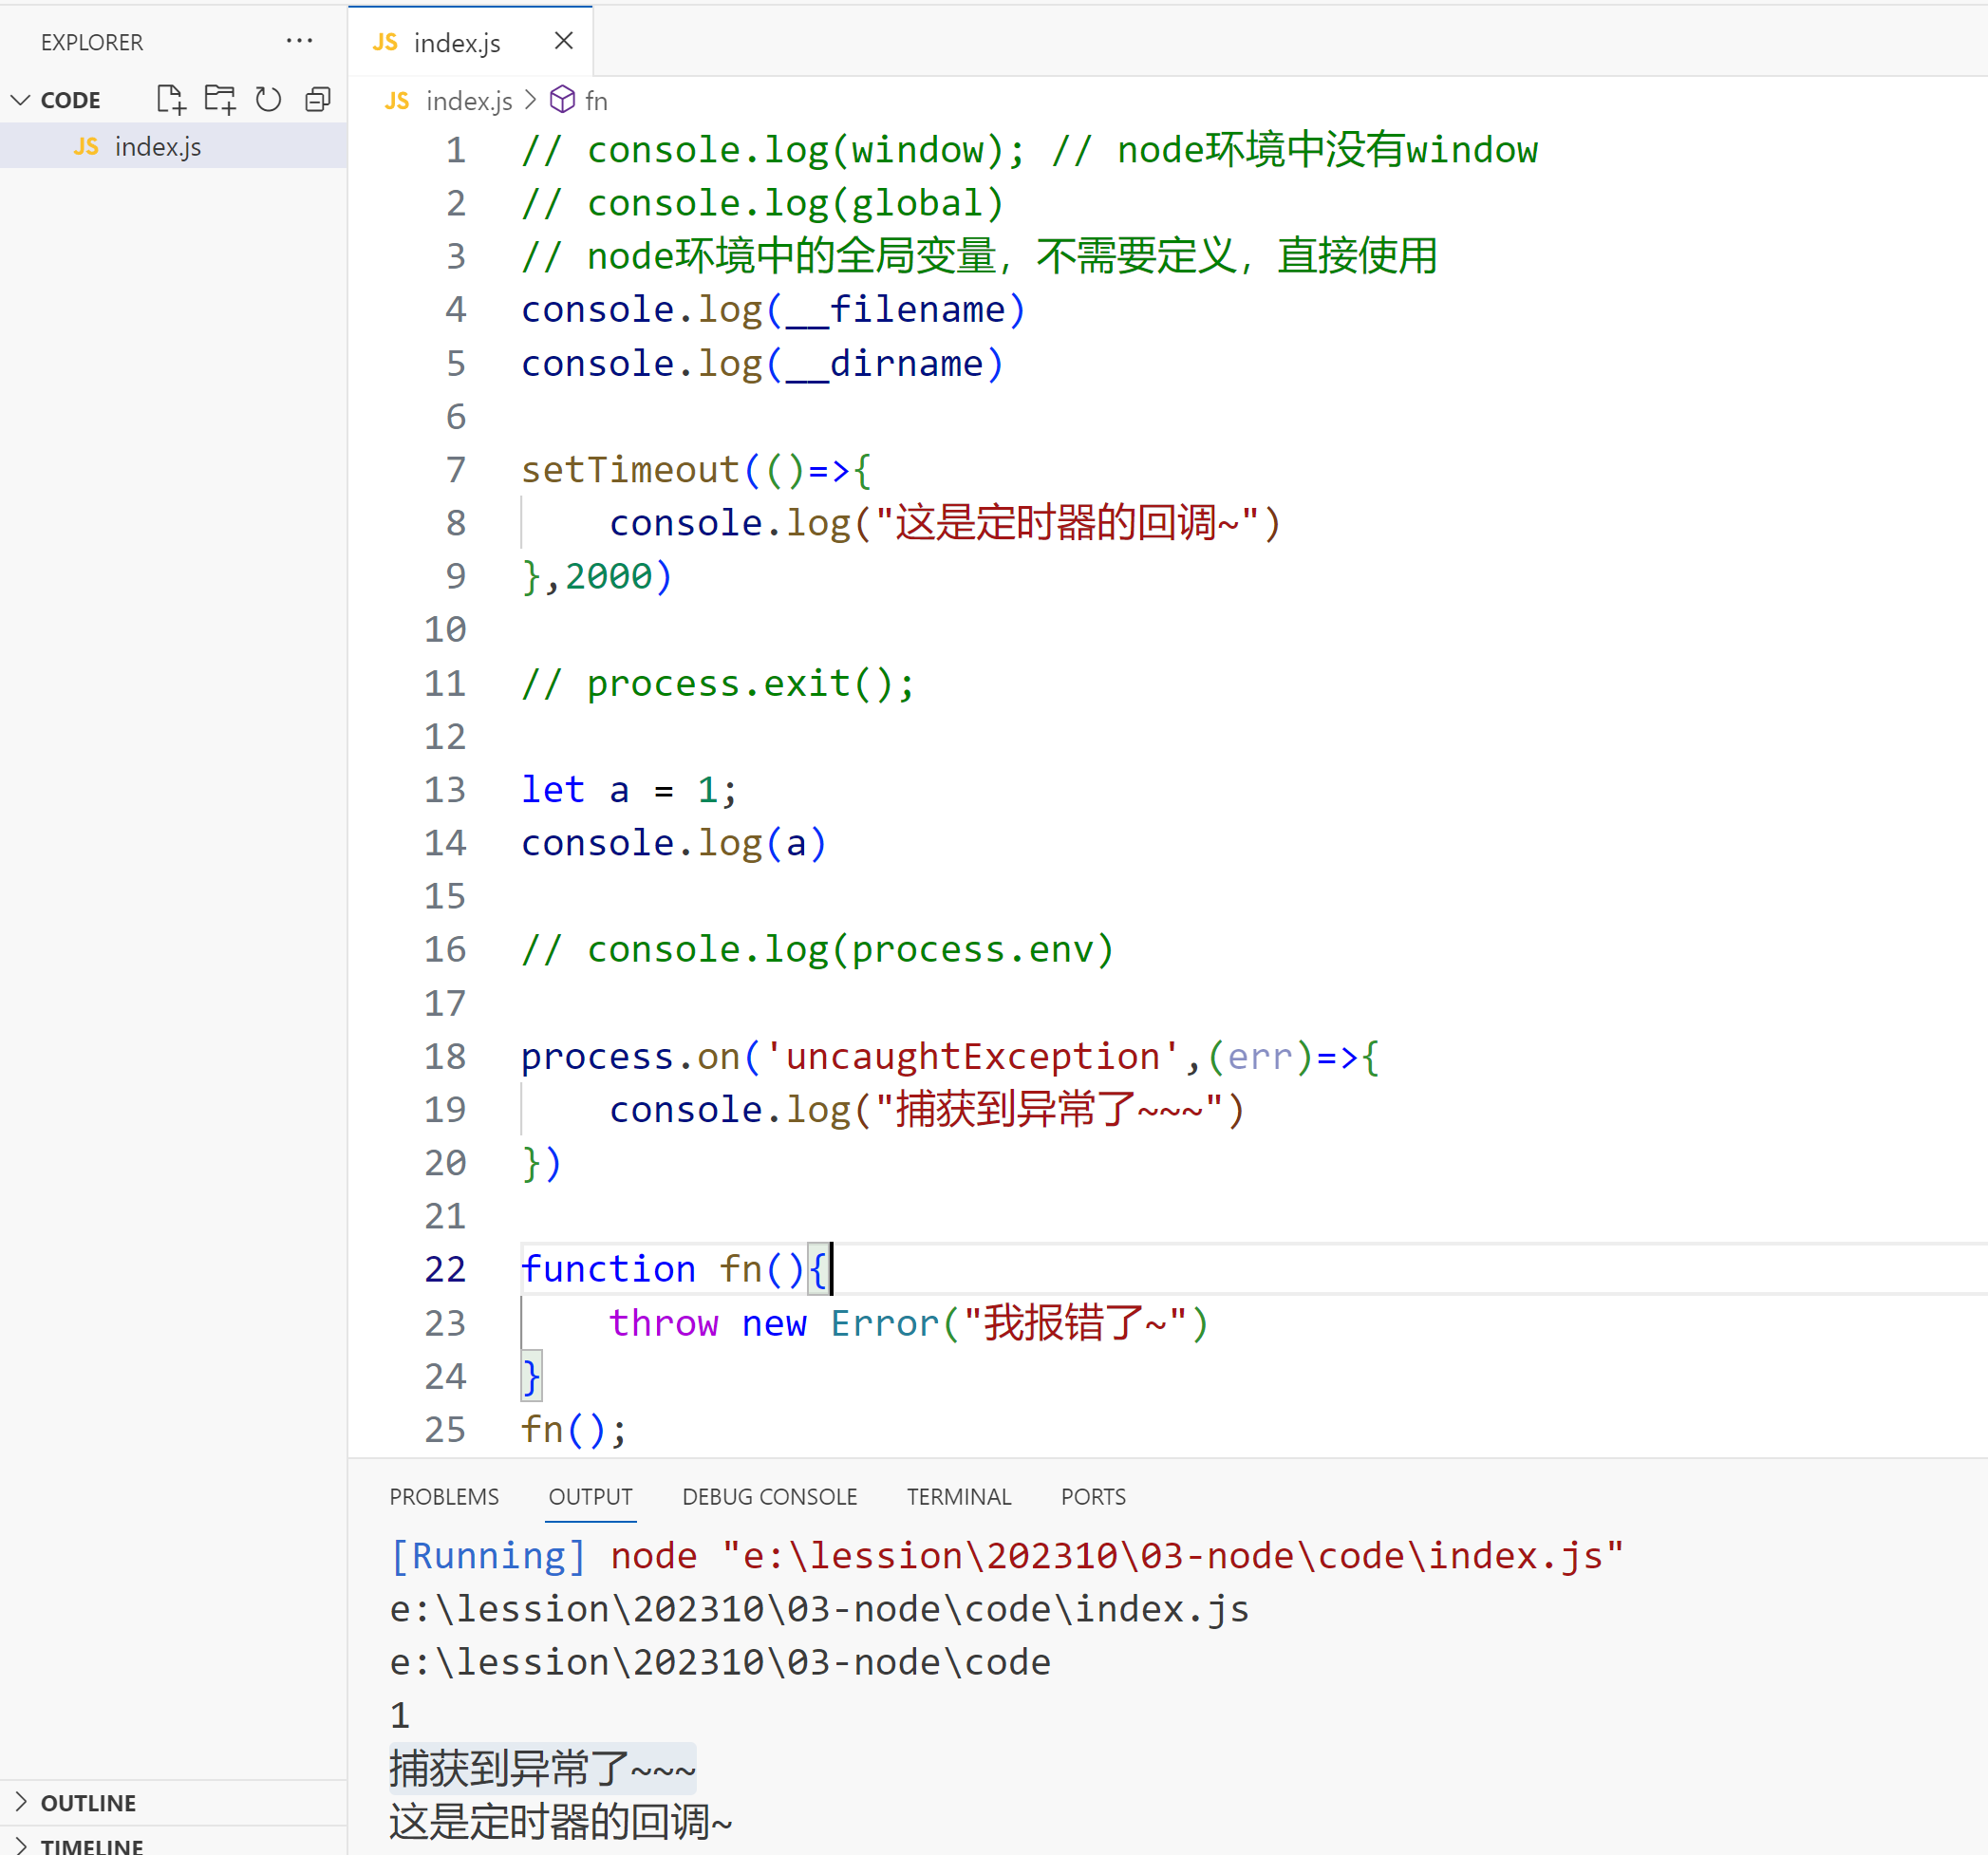 EXPLORER ···
JS index.js
CODE
JS index.js > fn
JS index.js
1 // console.log(window); // node环境中没有window
2 // console.log(global)
3 // node环境中的全局变量，不需要定义，直接使用
4 console.log(__filename)
5 console.log(__dirname)
6
7 setTimeout(()=>{
8     console.log("这是定时器的回调~")
9 },2000)
10
11 // process.exit();
12
13 let a = 1;
14 console.log(a)
15
16 // console.log(process.env)
17
18 process.on('uncaughtException',(err)=>{
19     console.log("捕获到异常了~~~")
20 })
21
22 function fn(){
23     throw new Error("我报错了~")
24 }
25 fn();
PROBLEMS OUTPUT DEBUG CONSOLE TERMINAL PORTS
[Running] node "e:\lession\202310\03-node\code\index.js"
e:\lession\202310\03-node\code\index.js
e:\lession\202310\03-node\code
1
捕获到异常了~~~
这是定时器的回调~
OUTLINE
TIMELINE